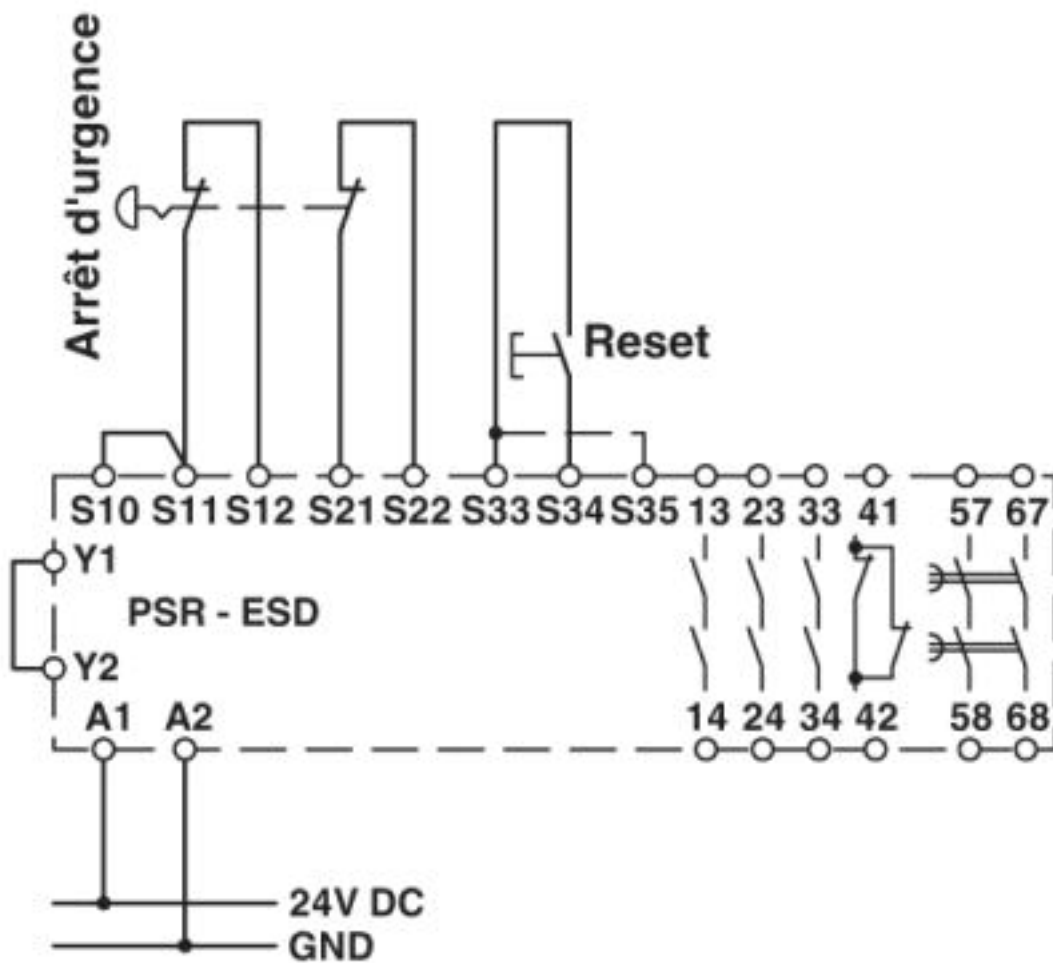 Arrêt d'urgence
Reset
S10 S11 S12 S21 S22 S33 S34 S35 13 23 33 41 57 67
Y1
PSR - ESD
Y2
A1 A2 14 24 34 42 58 68
24V DC
GND